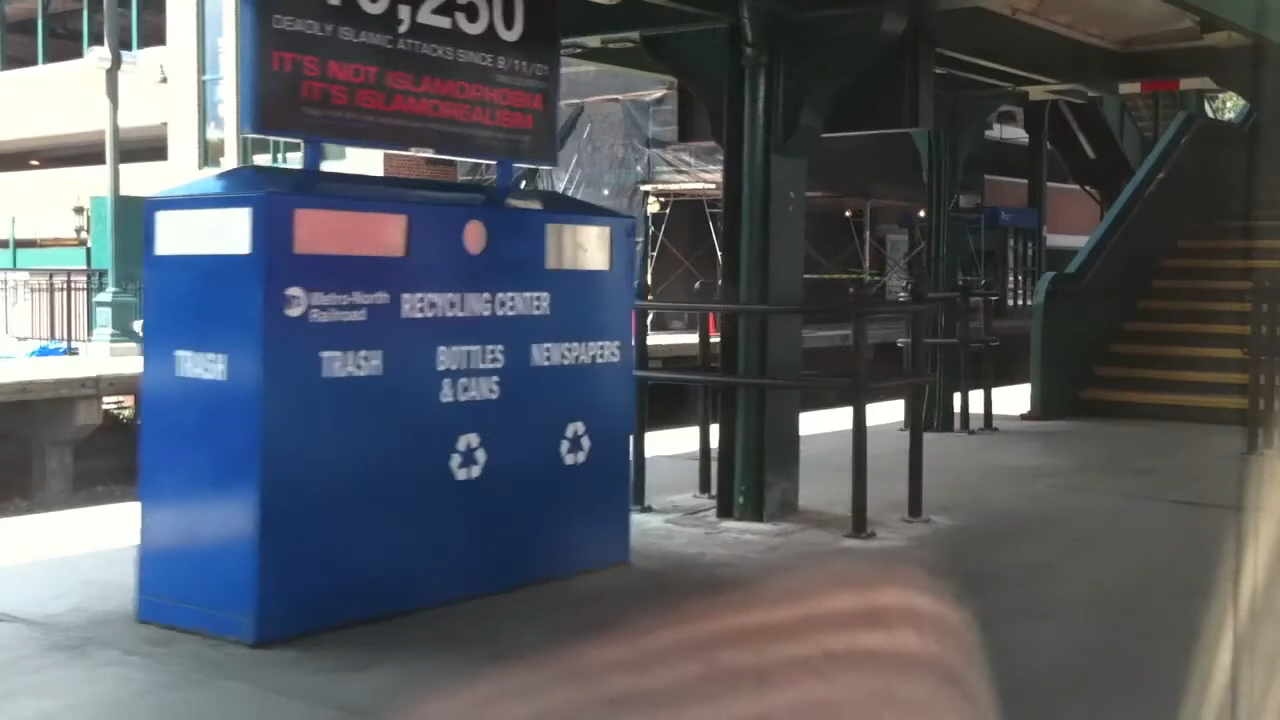 ,250
DEADLY ISLAMIC ATTACKS SINCE 9/11/01
IT'S NOT ISLAMOPHOBIA
IT'S ISLAMOREALISM
Metro-North
Railroad
RECYCLING CENTER
TRASH
TRASH
BOTTLES
& CANS
NEWSPAPERS